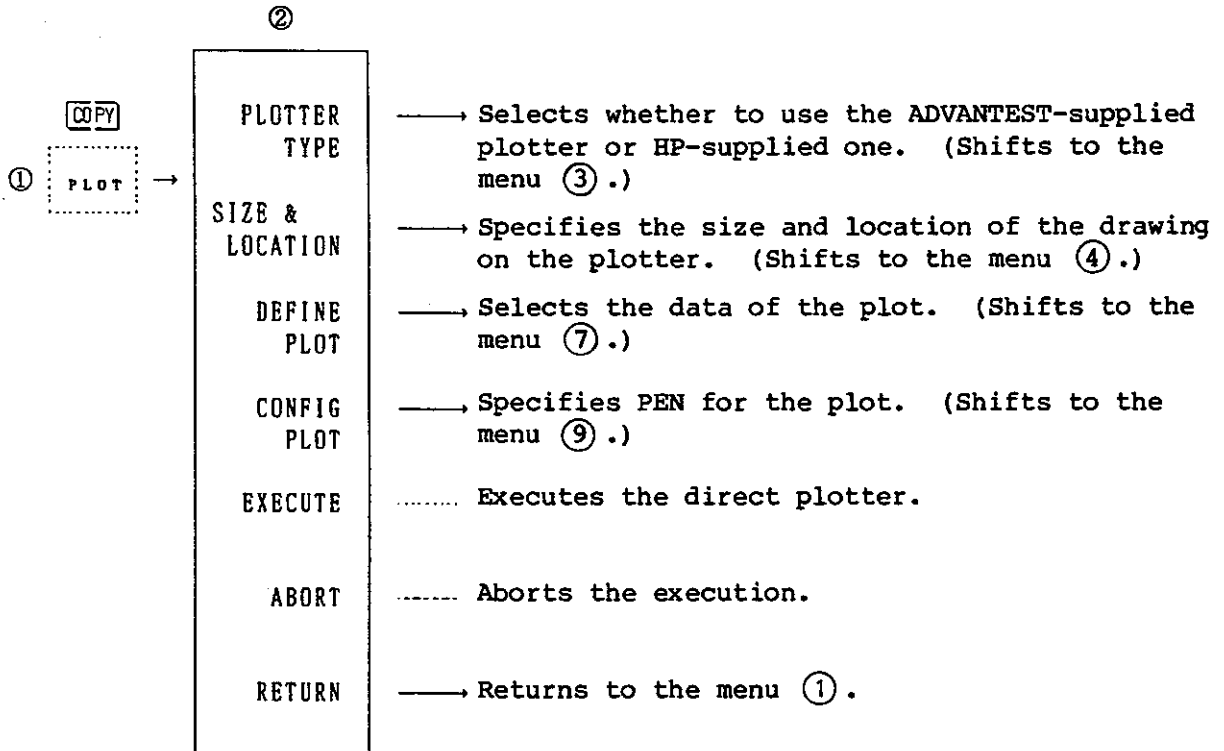 ②
COPY
① PLOT →
PLOTTER TYPE → Selects whether to use the ADVANTEST-supplied
plotter or HP-supplied one. (Shifts to the
menu ③.)
SIZE & LOCATION → Specifies the size and location of the drawing
on the plotter. (Shifts to the menu ④.)
DEFINE PLOT → Selects the data of the plot. (Shifts to the
menu ⑦.)
CONFIG PLOT → Specifies PEN for the plot. (Shifts to the
menu ⑨.)
EXECUTE ........ Executes the direct plotter.
ABORT ........ Aborts the execution.
RETURN → Returns to the menu ①.